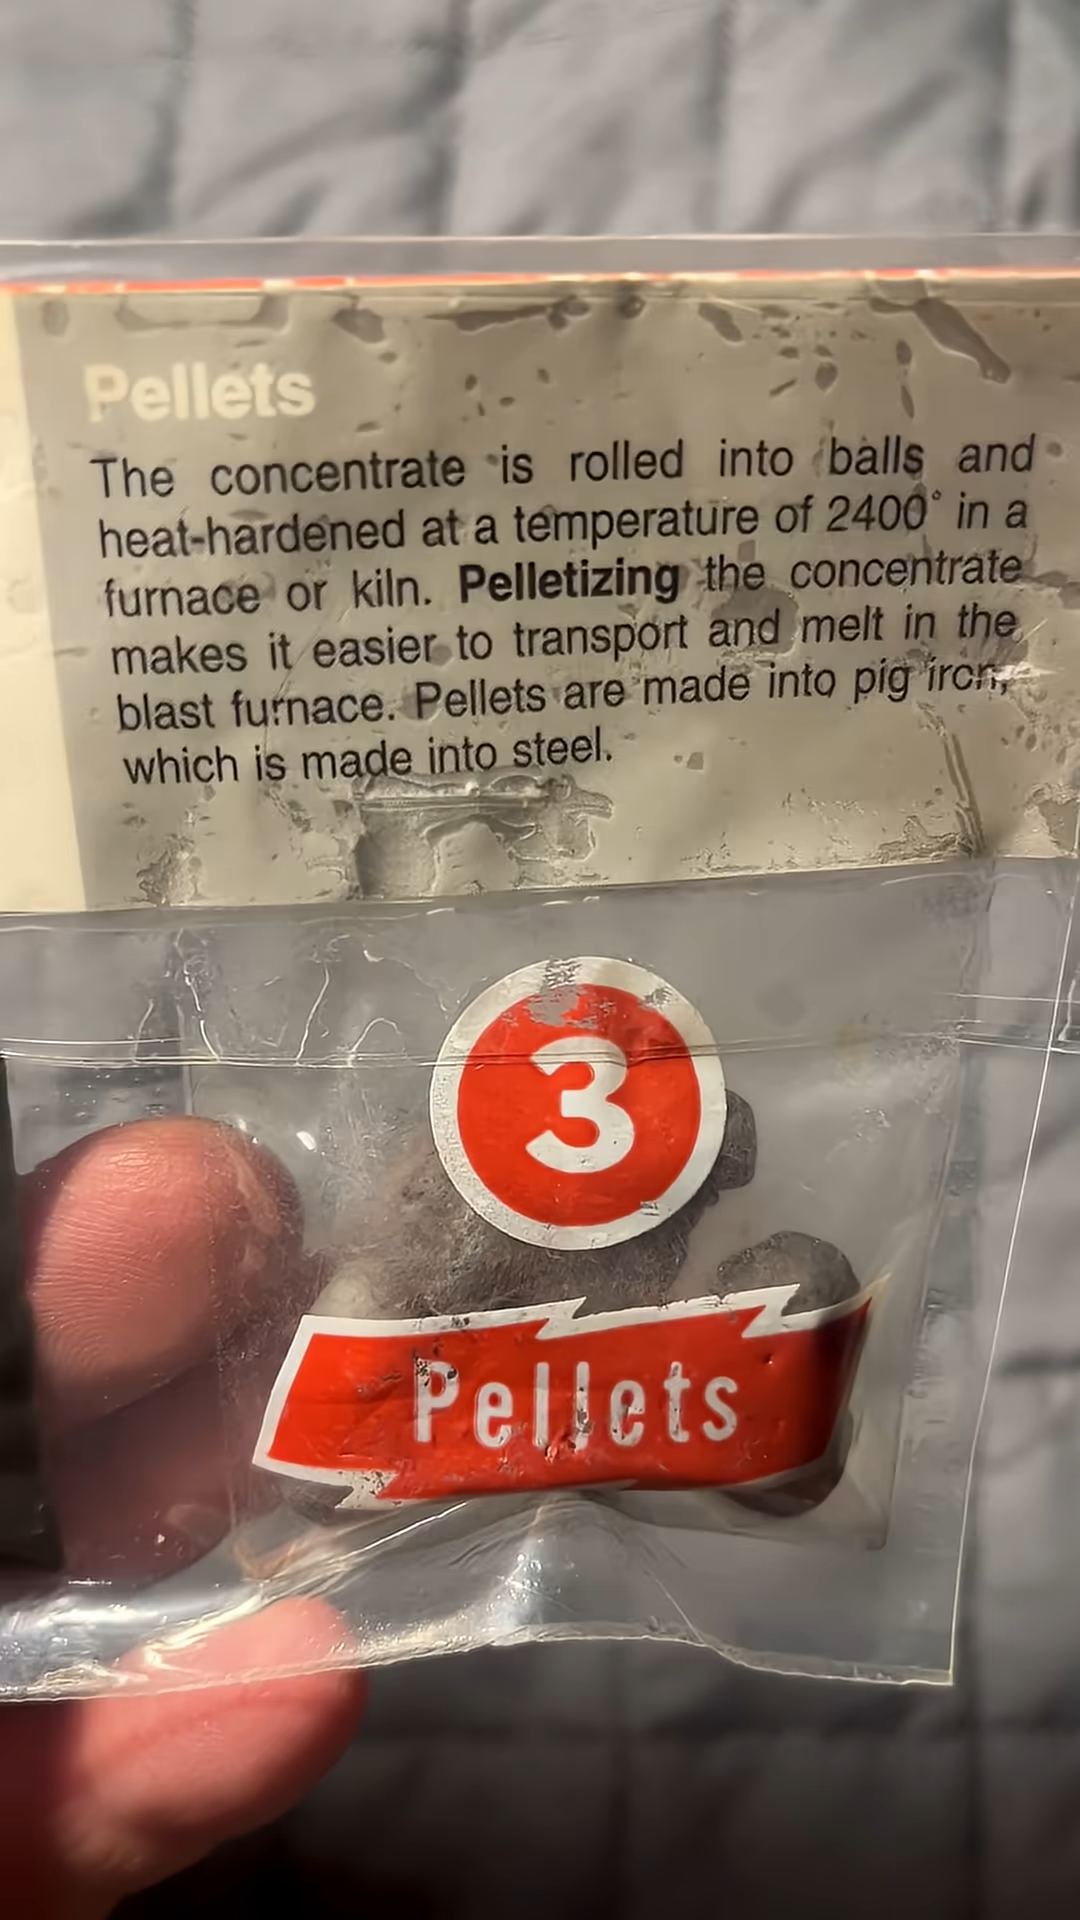 Pellets
The concentrate is rolled into balls and
heat-hardened at a temperature of 2400° in a
furnace or kiln. Pelletizing the concentrate
makes it easier to transport and melt in the
blast furnace. Pellets are made into pig iron,
which is made into steel.
3
Pellets